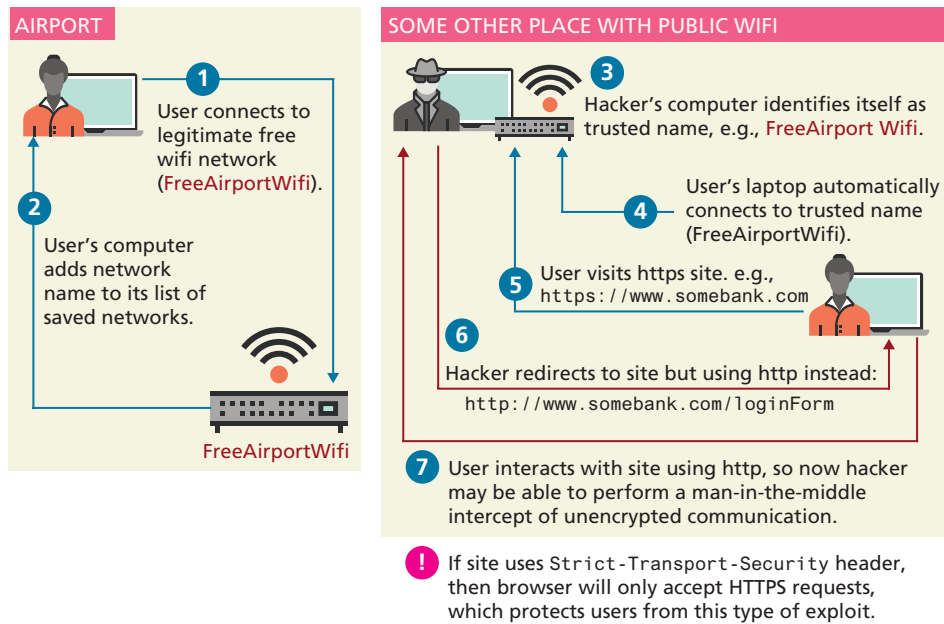 AIRPORT
1
User connects to
legitimate free
wifi network
(FreeAirportWifi).
2
User's computer
adds network
name to its list of
saved networks.
FreeAirportWifi
SOME OTHER PLACE WITH PUBLIC WIFI
3
Hacker's computer identifies itself as
trusted name, e.g., FreeAirport Wifi.
4
User's laptop automatically
connects to trusted name
(FreeAirportWifi).
5
User visits https site. e.g.,
https://www.somebank.com
6
Hacker redirects to site but using http instead:
http://www.somebank.com/loginForm
7
User interacts with site using http, so now hacker
may be able to perform a man-in-the-middle
intercept of unencrypted communication.
!
If site uses Strict-Transport-Security header,
then browser will only accept HTTPS requests,
which protects users from this type of exploit.